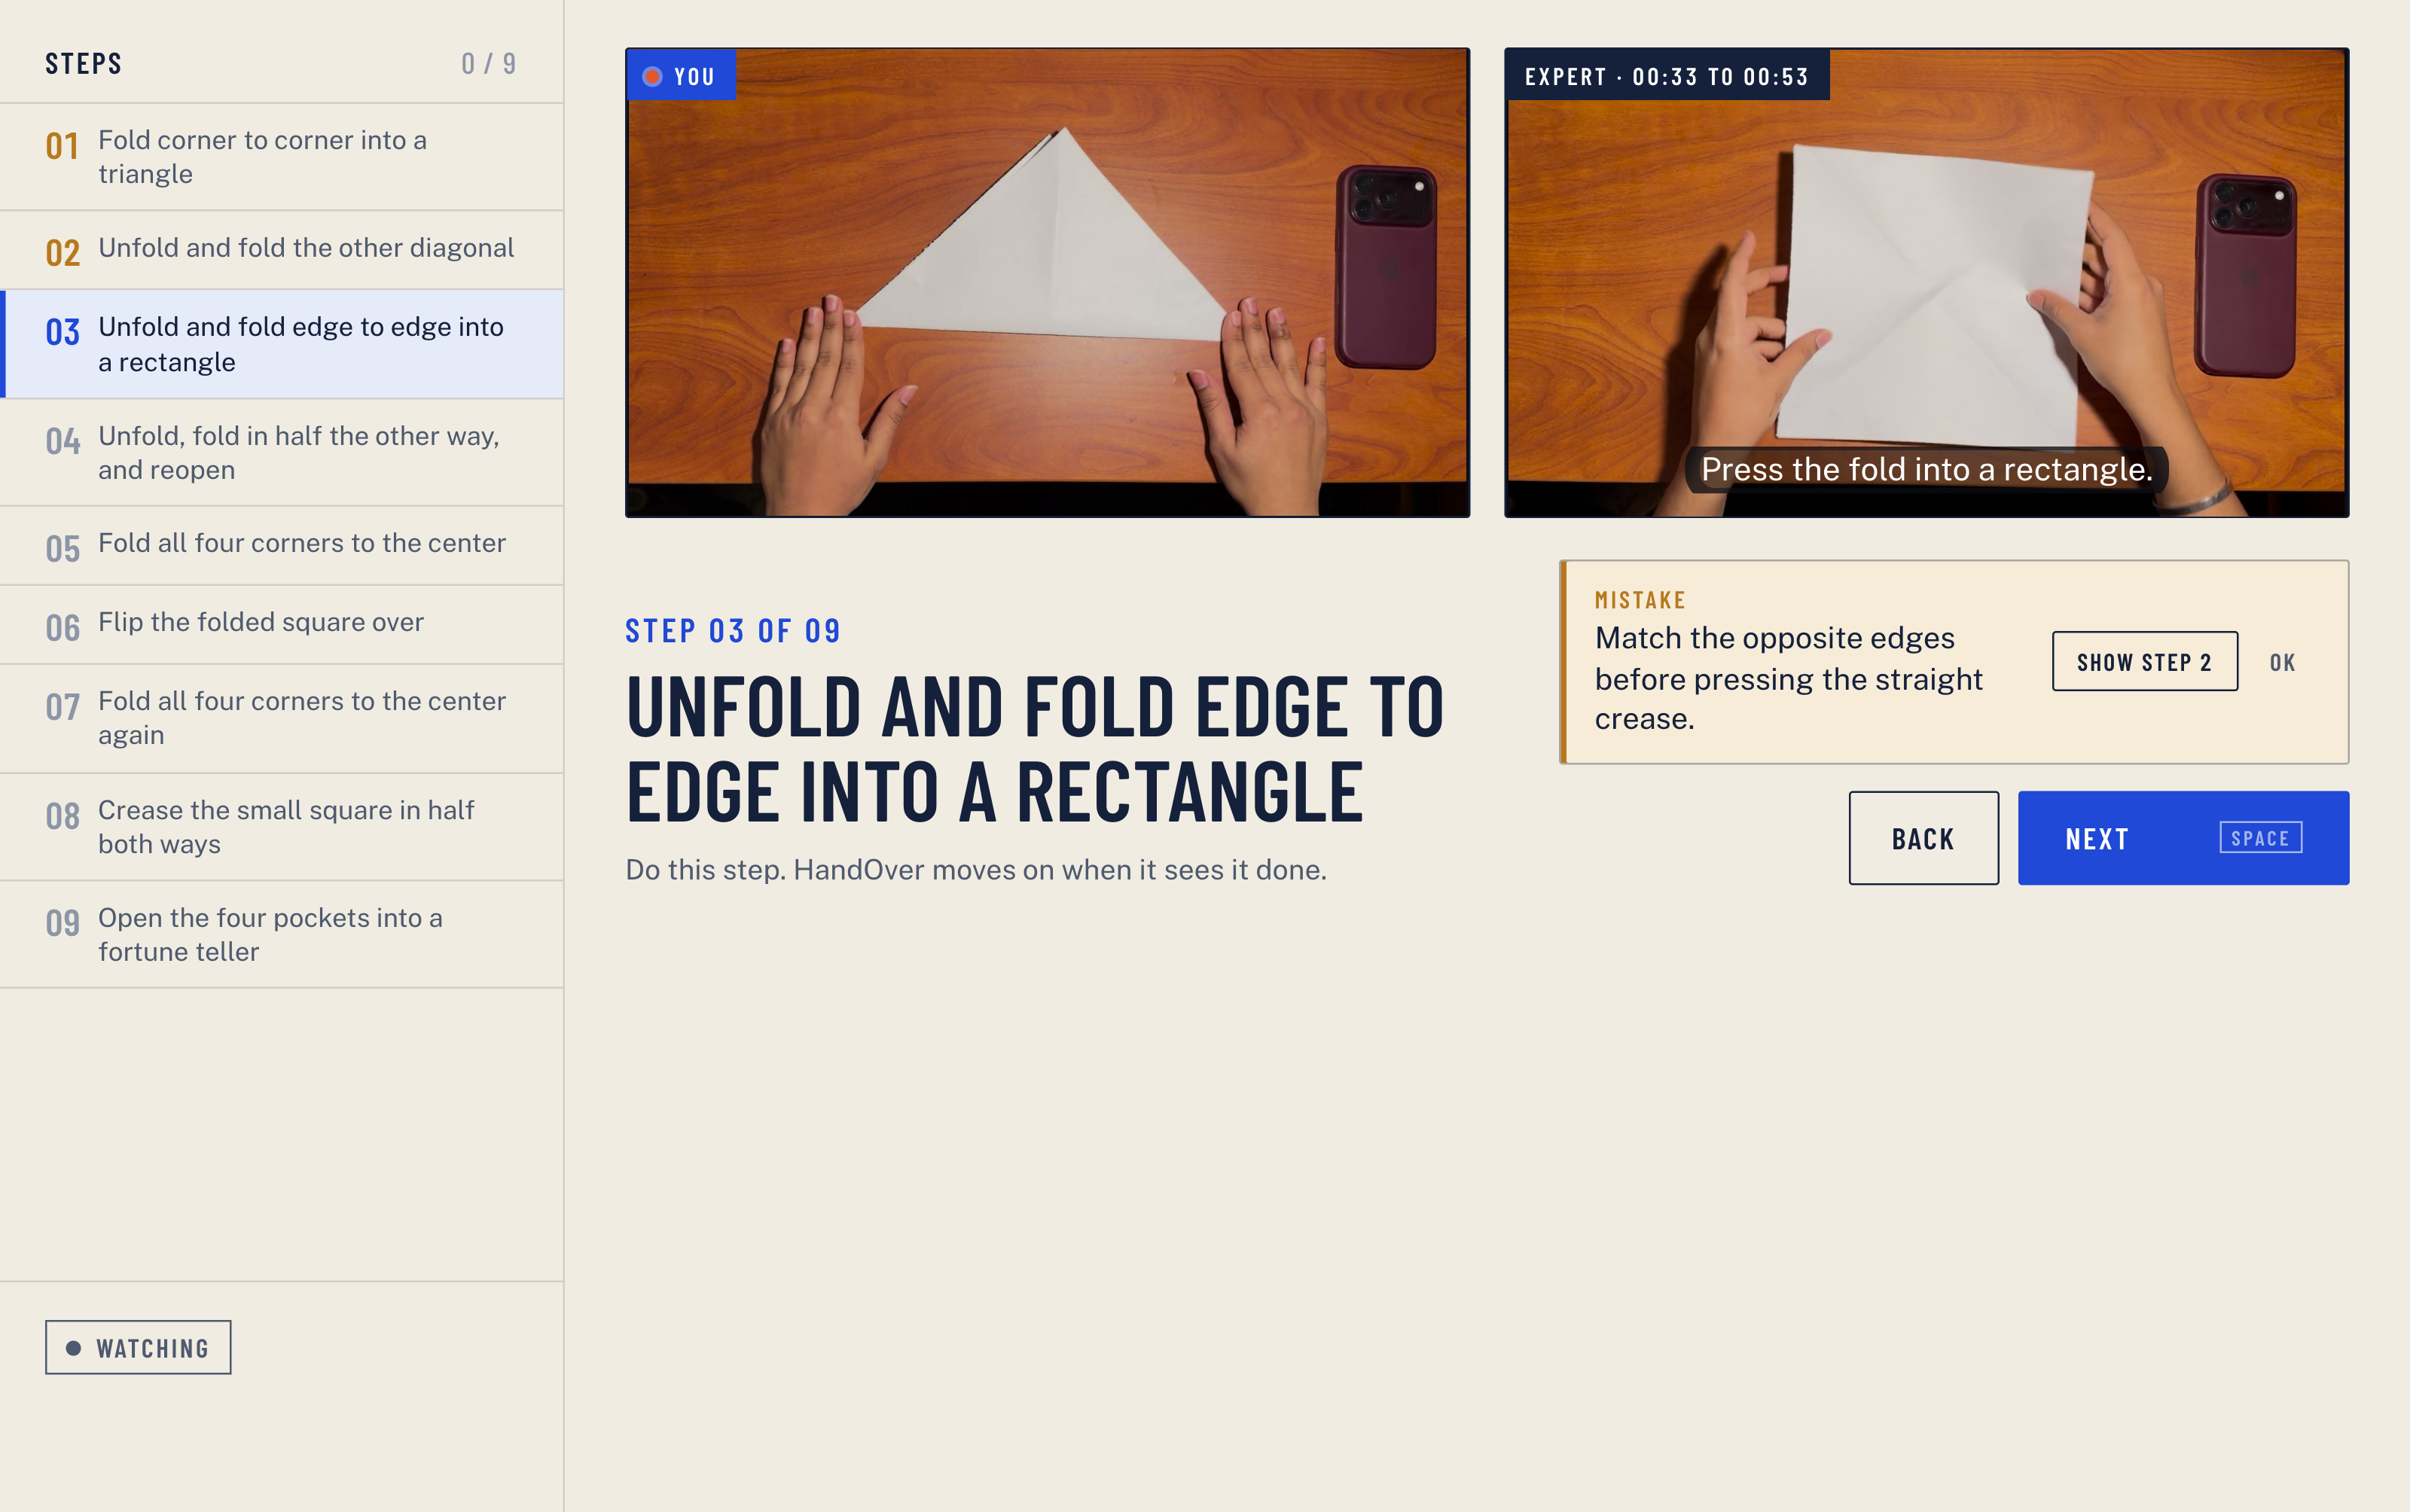 STEPS
0 / 9
01 Fold corner to corner into a
triangle
02 Unfold and fold the other diagonal
03 Unfold and fold edge to edge into
a rectangle
04 Unfold, fold in half the other way,
and reopen
05 Fold all four corners to the center
06 Flip the folded square over
07 Fold all four corners to the center
again
08 Crease the small square in half
both ways
09 Open the four pockets into a
fortune teller
WATCHING
YOU
EXPERT · 00:33 TO 00:53
Press the fold into a rectangle.
STEP 03 OF 09
UNFOLD AND FOLD EDGE TO
EDGE INTO A RECTANGLE
Do this step. HandOver moves on when it sees it done.
MISTAKE
Match the opposite edges
before pressing the straight
crease.
SHOW STEP 2
OK
BACK
NEXT
SPACE